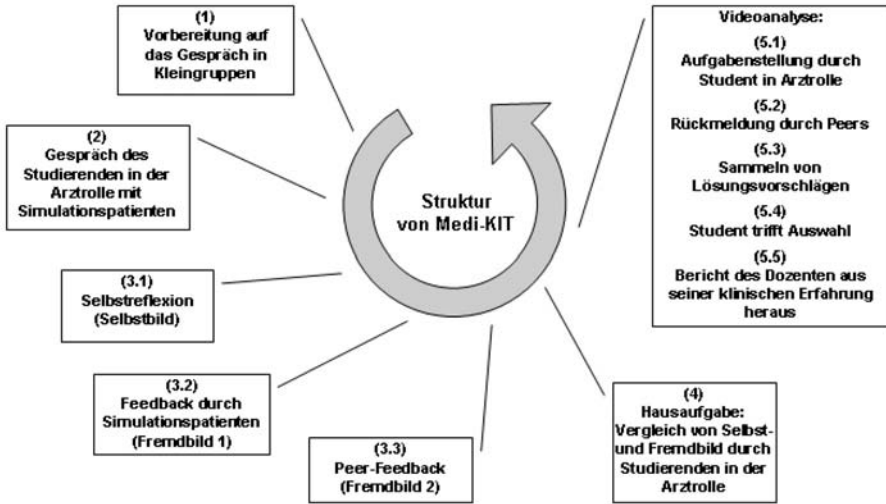 (1)
Vorbereitung auf
das Gespräch in
Kleingruppen
(2)
Gespräch des
Studierenden in der
Arztrolle mit
Simulationspatienten
(3.1)
Selbstreflexion
(Selbstbild)
(3.2)
Feedback durch
Simulationspatienten
(Fremdbild 1)
(3.3)
Peer-Feedback
(Fremdbild 2)
(4)
Hausaufgabe:
Vergleich von Selbst-
und Fremdbild durch
Studierenden in der
Arztrolle
Videoanalyse:
(5.1)
Aufgabenstellung durch
Student in Arztrolle
(5.2)
Rückmeldung durch Peers
(5.3)
Sammeln von
Lösungsvorschlägen
(5.4)
Student trifft Auswahl
(5.5)
Bericht des Dozenten aus
seiner klinischen Erfahrung
heraus
Struktur
von Medi-KIT